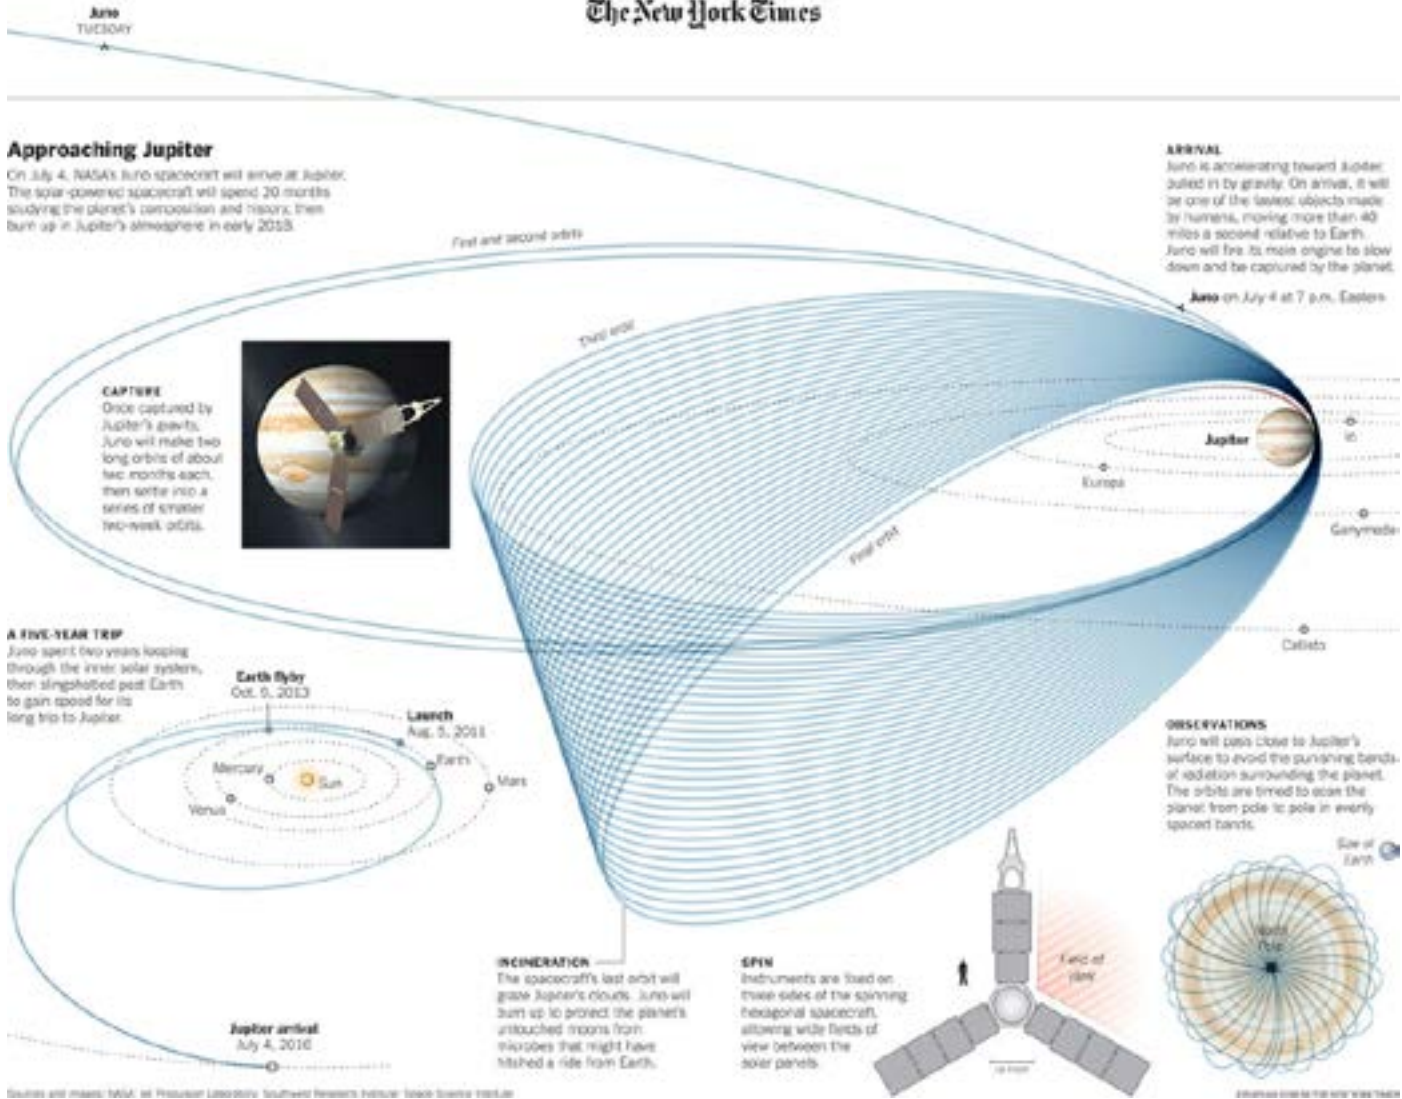 Juno
TUESDAY
The New York Times
Approaching Jupiter
On July 4, NASA's Juno spacecraft will arrive at Jupiter.
The solar-powered spacecraft will spend 20 months
studying the planet's composition and history, then
burn up in Jupiter's atmosphere in early 2018.
ARRIVAL
Juno is accelerating toward Jupiter,
pulled in by gravity. On arrival, it will
be one of the fastest objects made
by humans, moving more than 40
miles a second relative to Earth.
Juno will fire its main engine to slow
down and be captured by the planet.
Juno on July 4 at 7 p.m. Eastern
First and second orbits
Third orbit
CAPTURE
Once captured by
Jupiter's gravity,
Juno will make two
long orbits of about
two months each,
then settle into a
series of smaller
two-week orbits.
Jupiter
Io
Europa
Ganymede
Final orbit
Callisto
A FIVE-YEAR TRIP
Juno spent two years looping
through the inner solar system,
then slingshotted past Earth
to gain speed for its
long trip to Jupiter.
Earth flyby
Oct. 9, 2013
Launch
Aug. 5, 2011
Mercury
Sun
Earth
Mars
Venus
Jupiter arrival
July 4, 2016
OBSERVATIONS
Juno will pass close to Jupiter's
surface to avoid the punishing bands
of radiation surrounding the planet.
The orbits are timed to scan the
planet from pole to pole in evenly
spaced bands.
Size of
Earth
North
Pole
INCINERATION
The spacecraft's last orbit will
graze Jupiter's clouds. Juno will
burn up to protect the planet's
untouched moons from
microbes that might have
hitched a ride from Earth.
SPIN
Instruments are fixed on
three sides of the spinning
hexagonal spacecraft,
allowing wide fields of
view between the
solar panels.
Field of
view
Sources and images: NASA; Jet Propulsion Laboratory; Southwest Research Institute; Space Science Institute